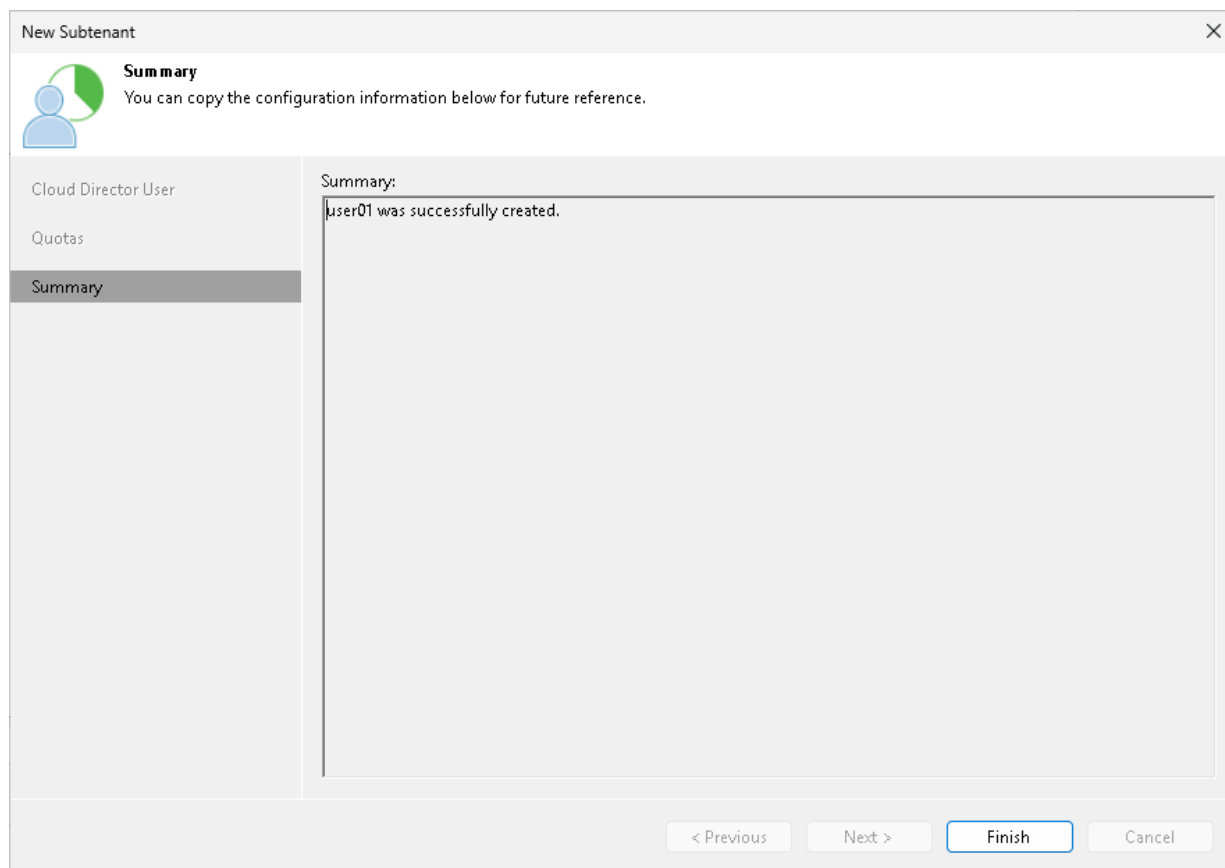 New Subtenant
Summary
You can copy the configuration information below for future reference.
Cloud Director User
Quotas
Summary
Summary:
user01 was successfully created.
< Previous
Next >
Finish
Cancel